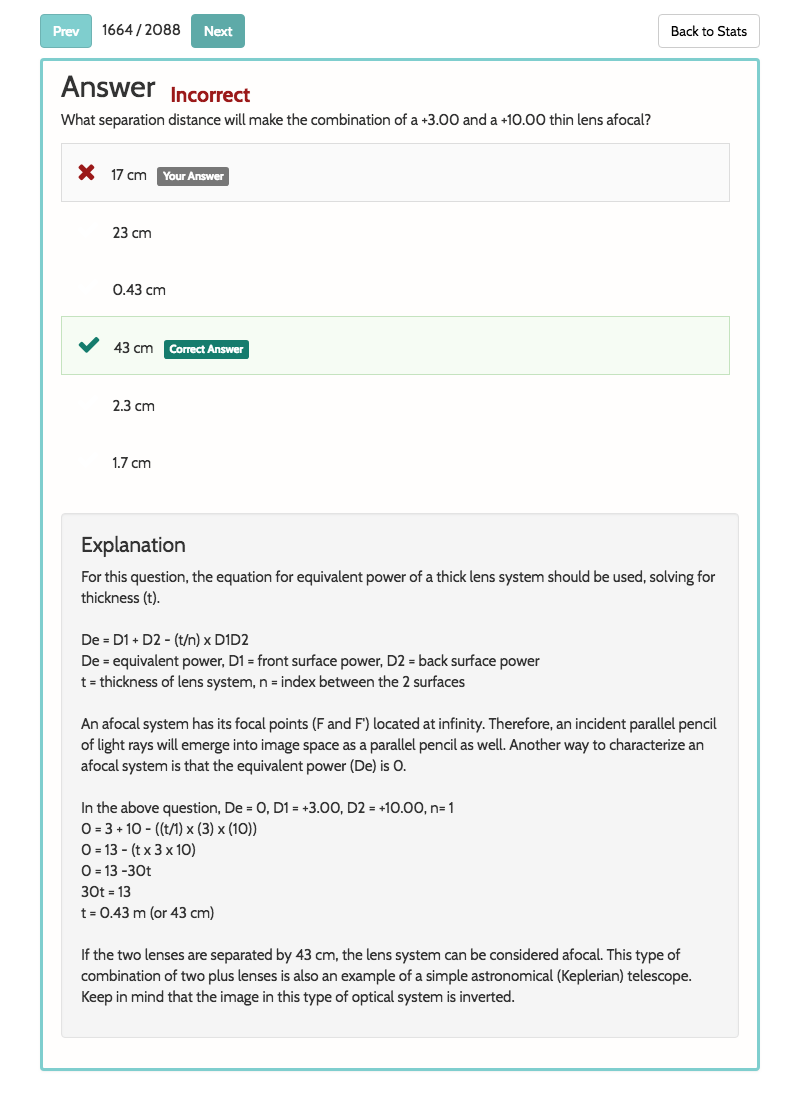 Prev 1664 / 2088 Next Back to Stats
Answer Incorrect
What separation distance will make the combination of a +3.00 and a +10.00 thin lens afocal?
17 cm Your Answer
23 cm
0.43 cm
43 cm Correct Answer
2.3 cm
1.7 cm
Explanation
For this question, the equation for equivalent power of a thick lens system should be used, solving for
thickness (t).
De = D1 + D2 - (t/n) x D1D2
De = equivalent power, D1 = front surface power, D2 = back surface power
t = thickness of lens system, n = index between the 2 surfaces
An afocal system has its focal points (F and F') located at infinity. Therefore, an incident parallel pencil
of light rays will emerge into image space as a parallel pencil as well. Another way to characterize an
afocal system is that the equivalent power (De) is 0.
In the above question, De = 0, D1 = +3.00, D2 = +10.00, n= 1
0 = 3 + 10 - ((t/1) x (3) x (10))
0 = 13 - (t x 3 x 10)
0 = 13 -30t
30t = 13
t = 0.43 m (or 43 cm)
If the two lenses are separated by 43 cm, the lens system can be considered afocal. This type of
combination of two plus lenses is also an example of a simple astronomical (Keplerian) telescope.
Keep in mind that the image in this type of optical system is inverted.